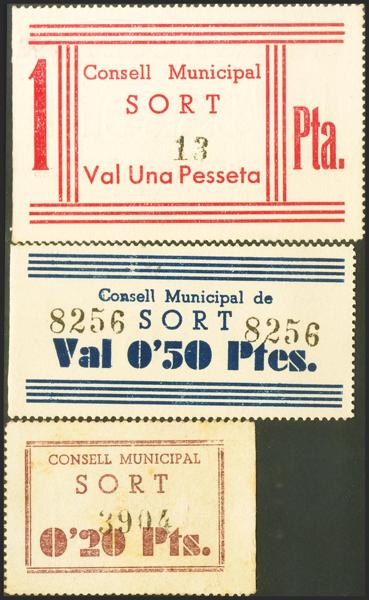 1 Pta.
Consell Municipal
SORT
13
Val Una Pesseta
Consell Municipal de
8256 SORT 8256
Val 0'50 Ptes.
CONSELL MUNICIPAL
SORT
3904
0'20 Pts.